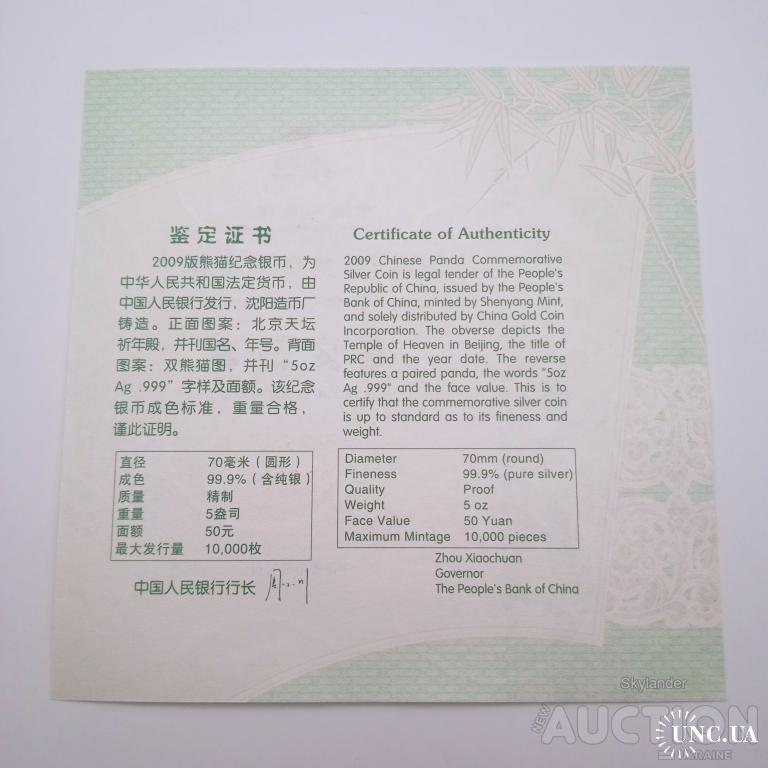 鉴定证书
2009版熊猫纪念银币，为
中华人民共和国法定货币，由
中国人民银行发行，沈阳造币厂
铸造。正面图案：北京天坛
祈年殿，并刊国名、年号。背面
图案：双熊猫图，并刊“5oz
Ag .999”字样及面额。该纪念
银币成色标准，重量合格，
谨此证明。
直径 70毫米（圆形）
成色 99.9%（含纯银）
质量 精制
重量 5盎司
面额 50元
最大发行量 10,000枚
中国人民银行行长
Certificate of Authenticity
2009 Chinese Panda Commemorative
Silver Coin is legal tender of the People's
Republic of China, issued by the People's
Bank of China, minted by Shenyang Mint,
and solely distributed by China Gold Coin
Incorporation. The obverse depicts the
Temple of Heaven in Beijing, the title of
PRC and the year date. The reverse
features a paired panda, the words "5oz
Ag .999" and the face value. This is to
certify that the commemorative silver coin
is up to standard as to its fineness and
weight.
Diameter 70mm (round)
Fineness 99.9% (pure silver)
Quality Proof
Weight 5 oz
Face Value 50 Yuan
Maximum Mintage 10,000 pieces
Zhou Xiaochuan
Governor
The People's Bank of China
Skylander
NEW AUCTION
UNC.UA
UKRAINE